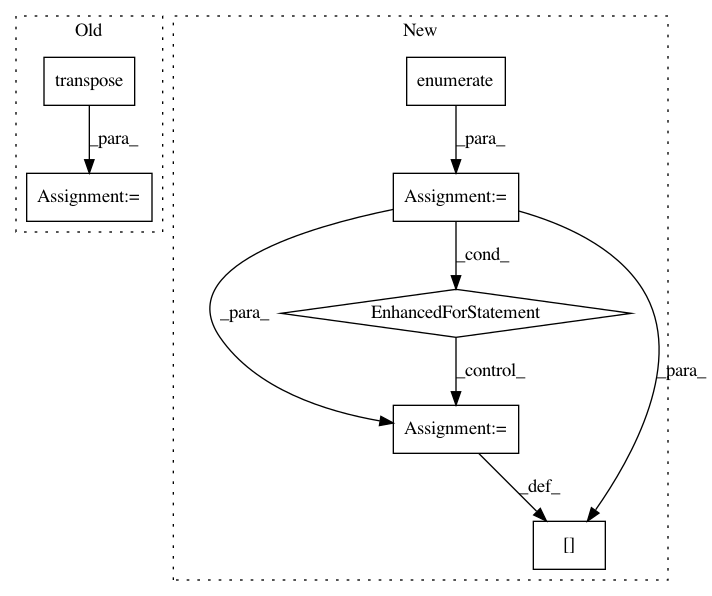 Old
New
transpose
enumerate
_para_
_para_
Assignment:=
Assignment:=
_cond_
_para_
EnhancedForStatement
_control_
_para_
Assignment:=
_def_
[]